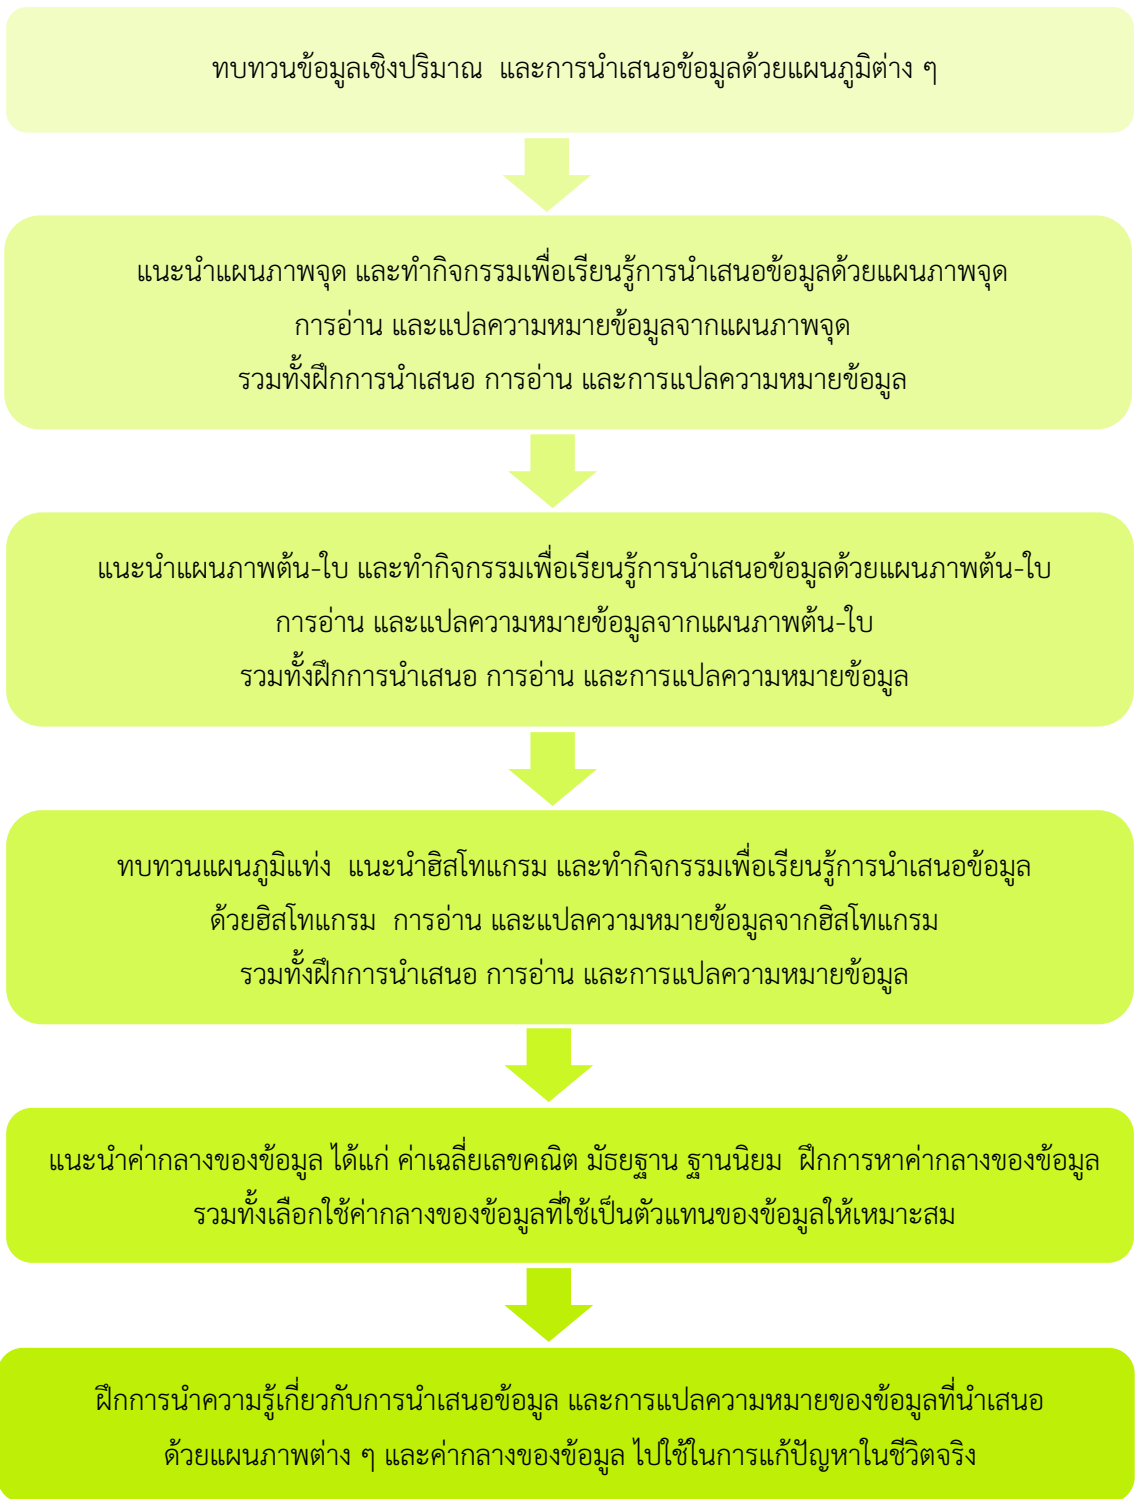 ทบทวนข้อมูลเชิงปริมาณ และการนำเสนอข้อมูลด้วยแผนภูมิต่าง ๆ
แนะนำแผนภาพจุด และทำกิจกรรมเพื่อเรียนรู้การนำเสนอข้อมูลด้วยแผนภาพจุด
การอ่าน และแปลความหมายข้อมูลจากแผนภาพจุด
รวมทั้งฝึกการนำเสนอ การอ่าน และการแปลความหมายข้อมูล
แนะนำแผนภาพต้น-ใบ และทำกิจกรรมเพื่อเรียนรู้การนำเสนอข้อมูลด้วยแผนภาพต้น-ใบ
การอ่าน และแปลความหมายข้อมูลจากแผนภาพต้น-ใบ
รวมทั้งฝึกการนำเสนอ การอ่าน และการแปลความหมายข้อมูล
ทบทวนแผนภูมิแท่ง แนะนำฮิสโทแกรม และทำกิจกรรมเพื่อเรียนรู้การนำเสนอข้อมูล
ด้วยฮิสโทแกรม การอ่าน และแปลความหมายข้อมูลจากฮิสโทแกรม
รวมทั้งฝึกการนำเสนอ การอ่าน และการแปลความหมายข้อมูล
แนะนำค่ากลางของข้อมูล ได้แก่ ค่าเฉลี่ยเลขคณิต มัธยฐาน ฐานนิยม ฝึกการหาค่ากลางของข้อมูล
รวมทั้งเลือกใช้ค่ากลางของข้อมูลที่ใช้เป็นตัวแทนของข้อมูลให้เหมาะสม
ฝึกการนำความรู้เกี่ยวกับการนำเสนอข้อมูล และการแปลความหมายของข้อมูลที่นำเสนอ
ด้วยแผนภาพต่าง ๆ และค่ากลางของข้อมูล ไปใช้ในการแก้ปัญหาในชีวิตจริง